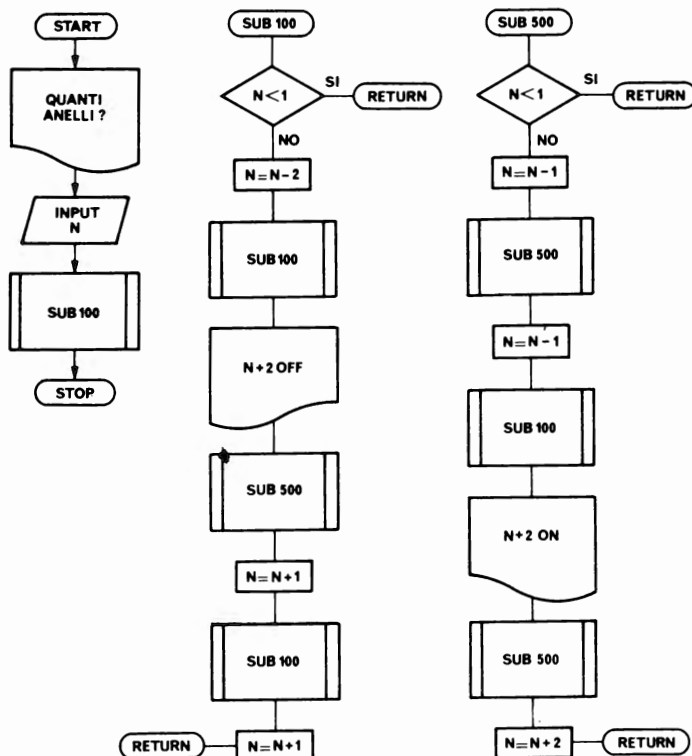 START
QUANTI
ANELLI ?
INPUT
N
SUB 100
STOP
SUB 100
N<1
SI
RETURN
NO
N=N-2
SUB 100
N+2 OFF
SUB 500
N=N+1
SUB 100
N=N+1
RETURN
SUB 500
N<1
SI
RETURN
NO
N=N-1
SUB 500
N=N-1
SUB 100
N+2 ON
SUB 500
N=N+2
RETURN